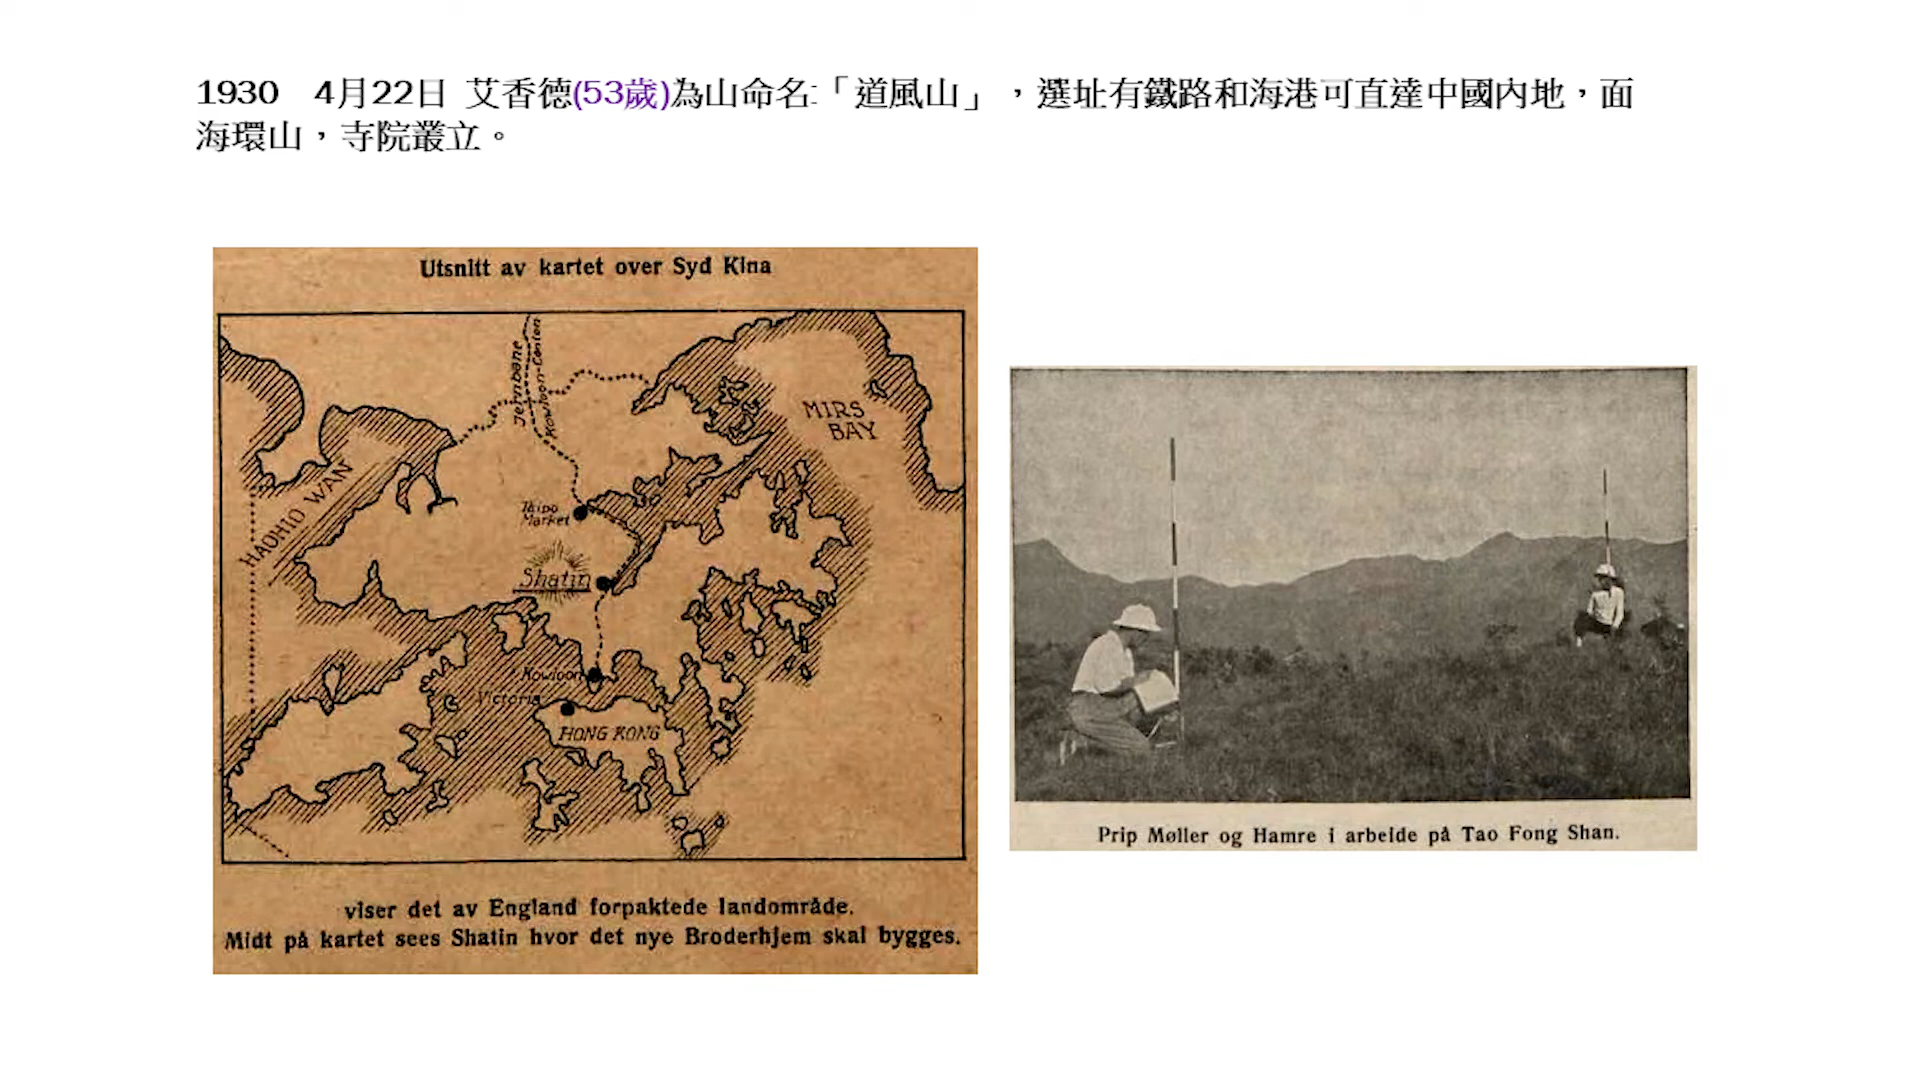 1930 4月22日 艾香德(53歲)為山命名:「道風山」，選址有鐵路和海港可直達中國內地，面
海環山，寺院叢立。
Utsnitt av kartet over Syd Kina
Jernbane
Kowloon-Canton
MIRS
BAY
HAOHIO WAN
Taipo
Market
Shatin
Kowloon
Victoria
HONG KONG
viser det av England forpaktede landområde.
Midt på kartet sees Shatin hvor det nye Broderhjem skal bygges.
Prip Møller og Hamre i arbeide på Tao Fong Shan.